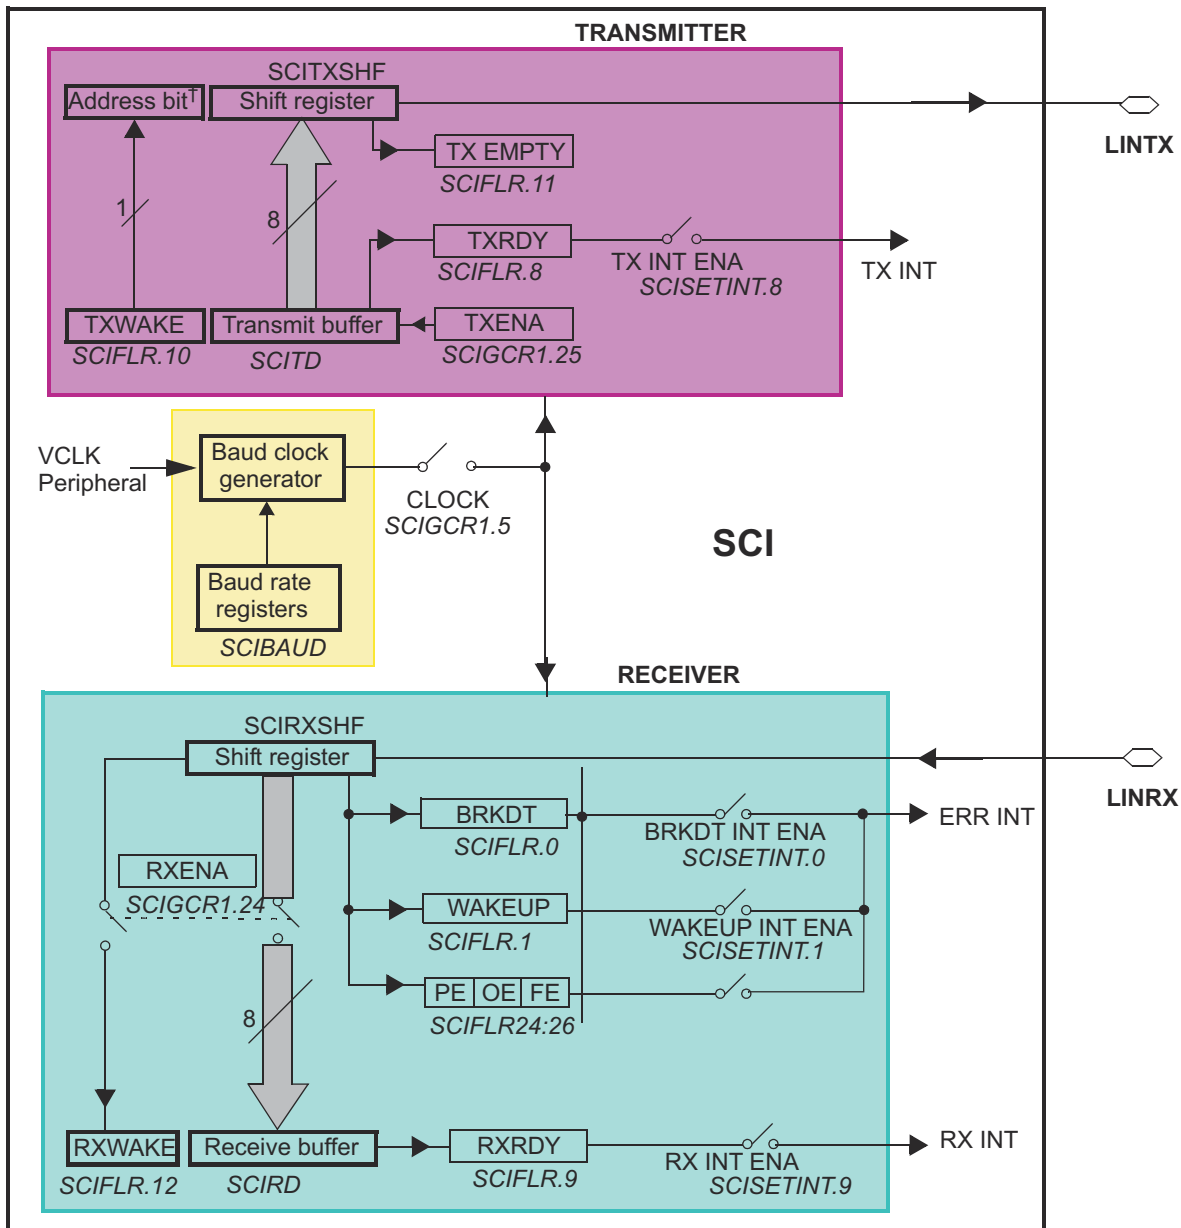 TRANSMITTER
SCITXSHF
Address bit†
Shift register
LINTX
TX EMPTY
SCIFLR.11
1
8
TXRDY
SCIFLR.8
TX INT ENA
SCISETINT.8
TX INT
TXWAKE
SCIFLR.10
Transmit buffer
SCITD
TXENA
SCIGCR1.25
VCLK
Peripheral
Baud clock
generator
CLOCK
SCIGCR1.5
SCI
Baud rate
registers
SCIBAUD
RECEIVER
SCIRXSHF
Shift register
LINRX
BRKDT
SCIFLR.0
BRKDT INT ENA
SCISETINT.0
ERR INT
RXENA
SCIGCR1.24
WAKEUP
SCIFLR.1
WAKEUP INT ENA
SCISETINT.1
PE OE FE
SCIFLR24:26
8
RXWAKE
SCIFLR.12
Receive buffer
SCIRD
RXRDY
SCIFLR.9
RX INT ENA
SCISETINT.9
RX INT